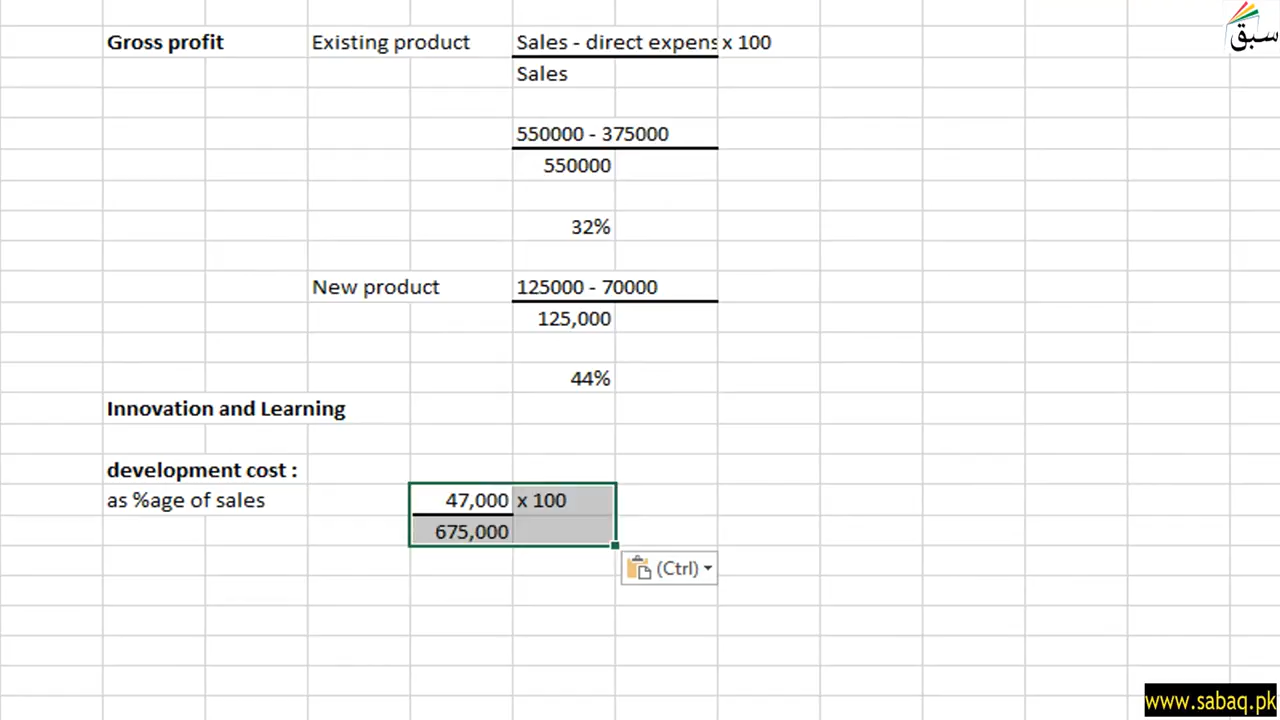 سبق
Gross profit Existing product Sales - direct expens x 100
Sales
550000 - 375000
550000
32%
New product 125000 - 70000
125,000
44%
Innovation and Learning
development cost :
as %age of sales 47,000 x 100
675,000
(Ctrl)
www.sabaq.pk